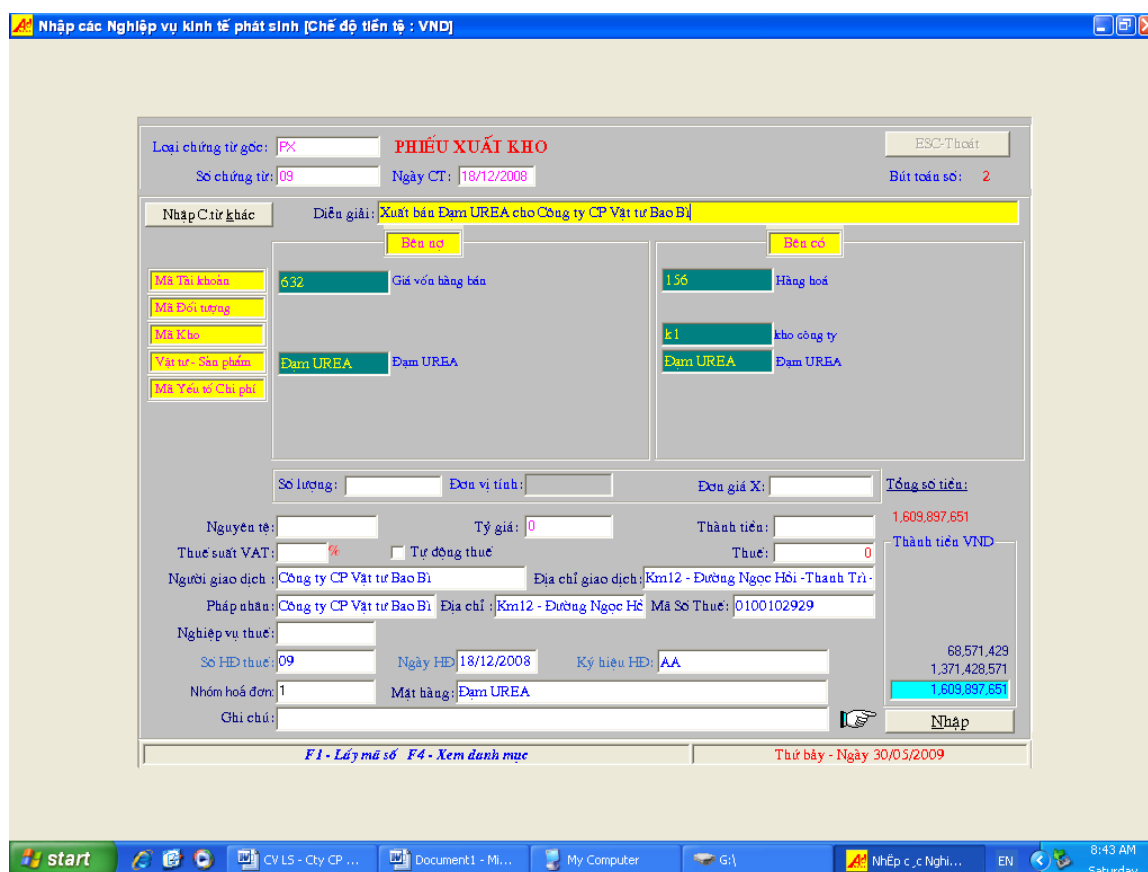 Nhập các Nghiệp vụ kinh tế phát sinh [Chế độ tiền tệ : VND]
Loại chứng từ gốc: PX PHIẾU XUẤT KHO ESC-Thoát
Số chứng từ: 09 Ngày CT: 18/12/2008 Bút toán số: 2
Nhập C.từ khác Diễn giải: Xuất bán Đạm UREA cho Công ty CP Vật tư Bao Bì
Bên nợ Bên có
Mã Tài khoản 632 Giá vốn hàng bán 156 Hàng hoá
Mã Đối tượng
Mã Kho k1 kho công ty
Vật tư - Sản phẩm Đạm UREA Đạm UREA Đạm UREA Đạm UREA
Mã Yếu tố Chi phí
Số lượng: Đơn vị tính: Đơn giá X: Tổng số tiền:
1,609,897,651
Nguyên tệ: Tỷ giá: 0 Thành tiền:
Thành tiền VND
Thuế suất VAT: % Tự động thuế Thuế: 0
Người giao dịch : Công ty CP Vật tư Bao Bì Địa chỉ giao dịch: Km12 - Đường Ngọc Hồi -Thanh Trì -
Pháp nhân: Công ty CP Vật tư Bao Bì Địa chỉ : Km12 - Đường Ngọc Hồ Mã Số Thuế: 0100102929
Nghiệp vụ thuế:
68,571,429
Số HĐ thuế: 09 Ngày HĐ 18/12/2008 Ký hiệu HĐ: AA
1,371,428,571
Nhóm hoá đơn: 1 Mặt hàng: Đạm UREA 1,609,897,651
Ghi chú: Nhập
F1 - Lấy mã số F4 - Xem danh mục Thứ bảy - Ngày 30/05/2009
start CV LS - Cty CP ... Document1 - Mi... My Computer G:\ NhËp c¸c Nghi... EN 8:43 AM
Saturday